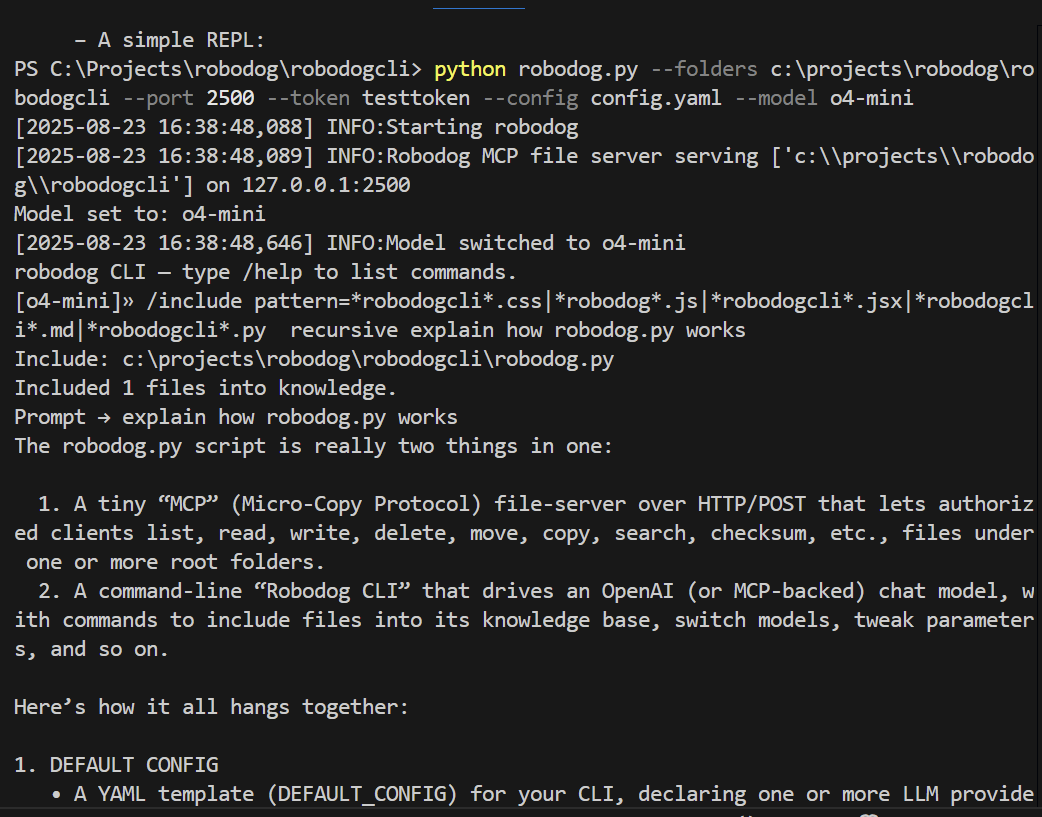 – A simple REPL:
PS C:\Projects\robodog\robodogcli> python robodog.py --folders c:\projects\robodog\ro
bodogcli --port 2500 --token testtoken --config config.yaml --model o4-mini
[2025-08-23 16:38:48,088] INFO:Starting robodog
[2025-08-23 16:38:48,089] INFO:Robodog MCP file server serving ['c:\\projects\\robodo
g\\robodogcli'] on 127.0.0.1:2500
Model set to: o4-mini
[2025-08-23 16:38:48,646] INFO:Model switched to o4-mini
robodog CLI — type /help to list commands.
[o4-mini]» /include pattern=*robodogcli*.css|*robodog*.js|*robodogcli*.jsx|*robodogcl
i*.md|*robodogcli*.py  recursive explain how robodog.py works
Include: c:\projects\robodog\robodogcli\robodog.py
Included 1 files into knowledge.
Prompt → explain how robodog.py works
The robodog.py script is really two things in one:
1. A tiny “MCP” (Micro-Copy Protocol) file-server over HTTP/POST that lets authoriz
ed clients list, read, write, delete, move, copy, search, checksum, etc., files under
one or more root folders.
2. A command-line “Robodog CLI” that drives an OpenAI (or MCP-backed) chat model, w
ith commands to include files into its knowledge base, switch models, tweak parameter
s, and so on.
Here’s how it all hangs together:
1. DEFAULT CONFIG
• A YAML template (DEFAULT_CONFIG) for your CLI, declaring one or more LLM provide